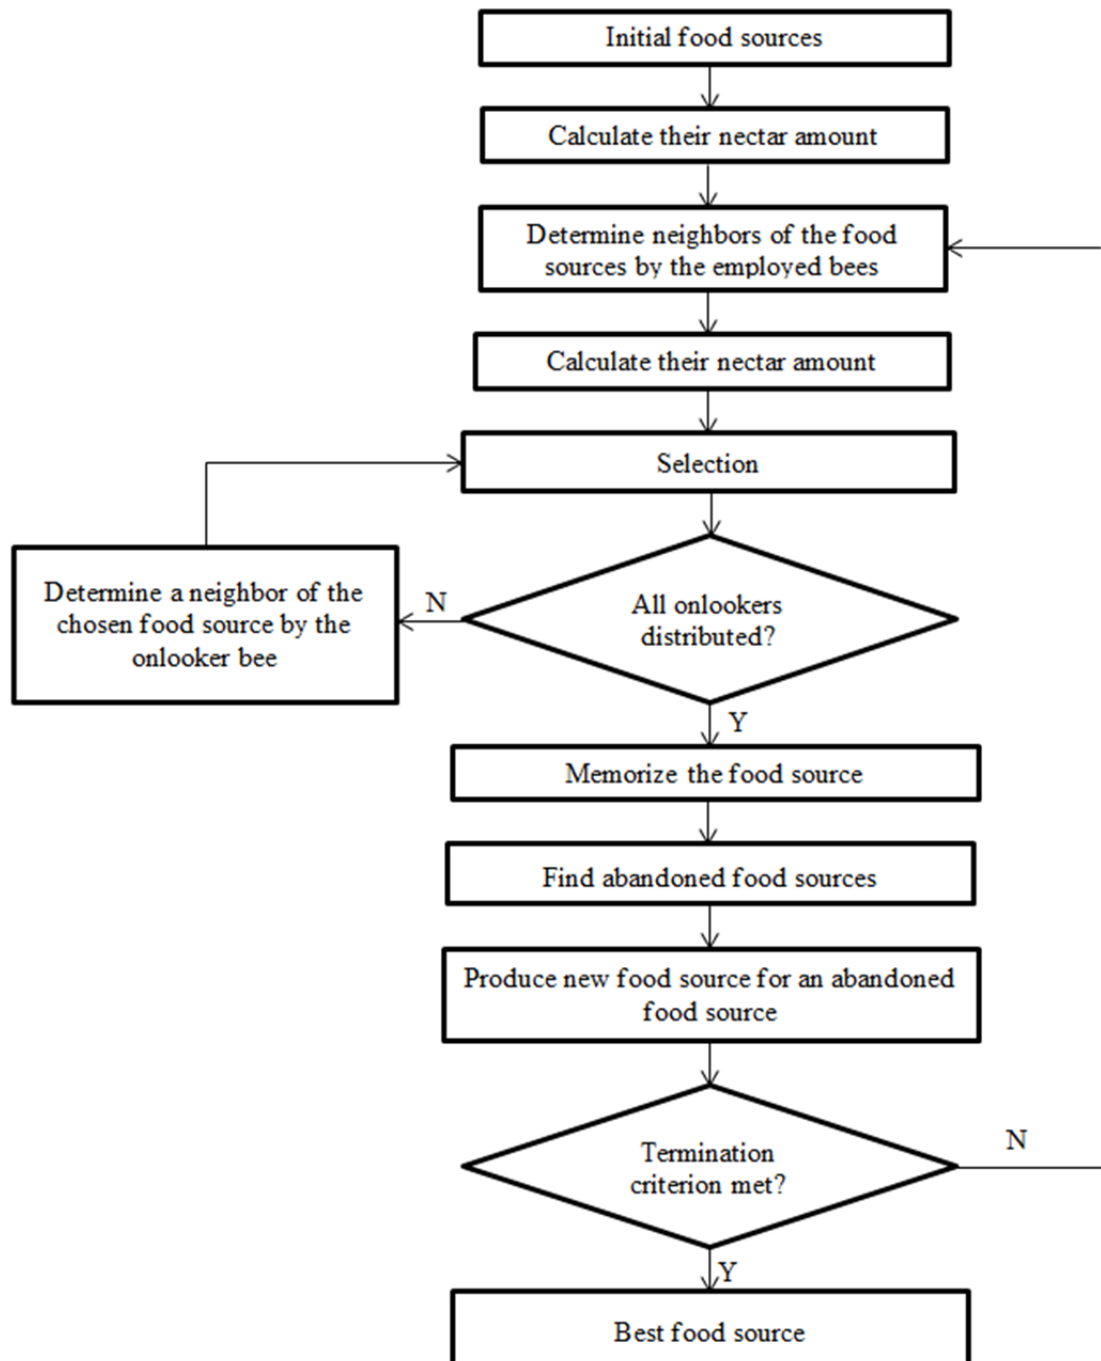 Initial food sources
Calculate their nectar amount
Determine neighbors of the food
sources by the employed bees
Calculate their nectar amount
Selection
All onlookers
distributed?
N
Determine a neighbor of the
chosen food source by the
onlooker bee
Y
Memorize the food source
Find abandoned food sources
Produce new food source for an abandoned
food source
Termination
criterion met?
N
Y
Best food source